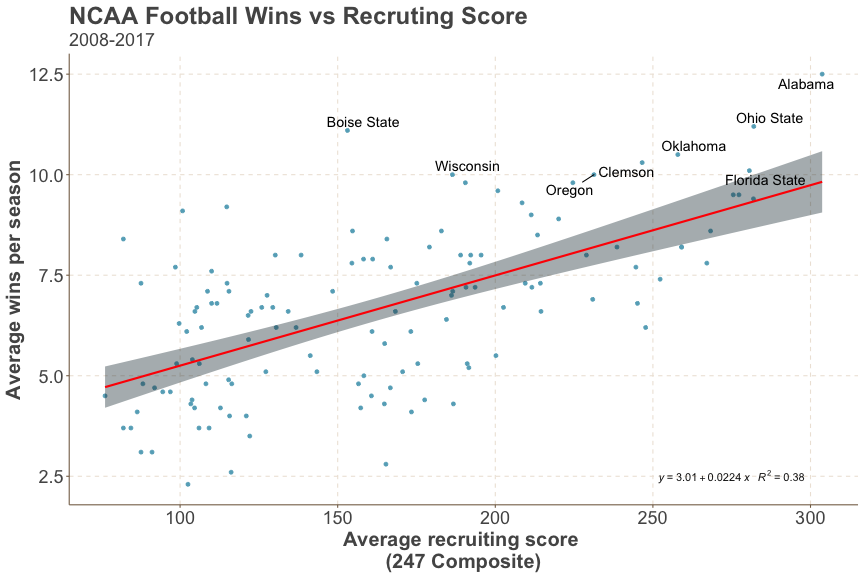 NCAA Football Wins vs Recruting Score
2008-2017
12.5
10.0
7.5
5.0
2.5
Average wins per season
Alabama
Ohio State
Boise State
Oklahoma
Wisconsin
Clemson
Oregon
Florida State
y = 3.01 + 0.0224 x R² = 0.38
100
150
200
250
300
Average recruiting score
(247 Composite)